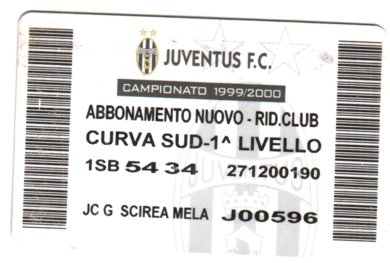 JUVENTUS F.C.
CAMPIONATO 1999/2000
ABBONAMENTO NUOVO - RID.CLUB
CURVA SUD-1^ LIVELLO
1SB 54 34 271200190
JC G SCIREA MELA J00596